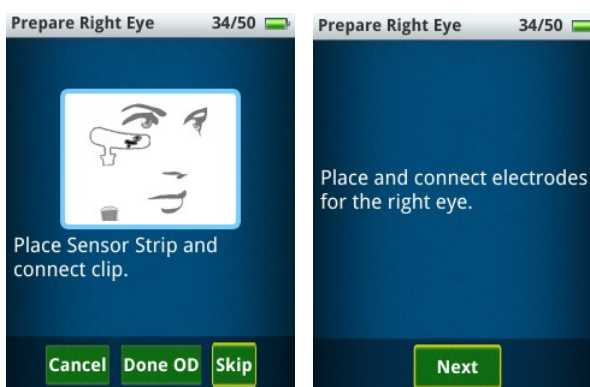 Prepare Right Eye 34/50
Place Sensor Strip and
connect clip.
Cancel Done OD Skip
Prepare Right Eye 34/50
Place and connect electrodes
for the right eye.
Next